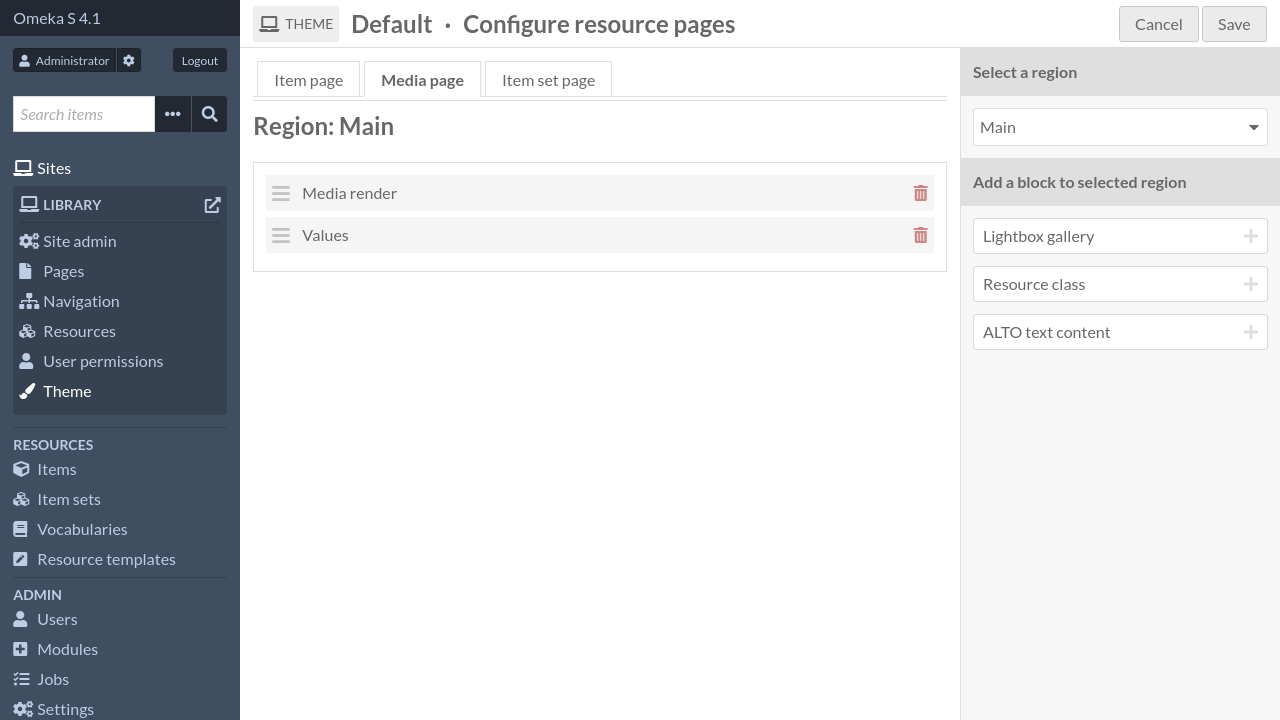 Omeka S 4.1
Administrator
Logout
Search items
Sites
LIBRARY
Site admin
Pages
Navigation
Resources
User permissions
Theme
RESOURCES
Items
Item sets
Vocabularies
Resource templates
ADMIN
Users
Modules
Jobs
Settings
THEME Default · Configure resource pages
Cancel Save
Item page Media page Item set page
Region: Main
Media render
Values
Select a region
Main
Add a block to selected region
Lightbox gallery
Resource class
ALTO text content